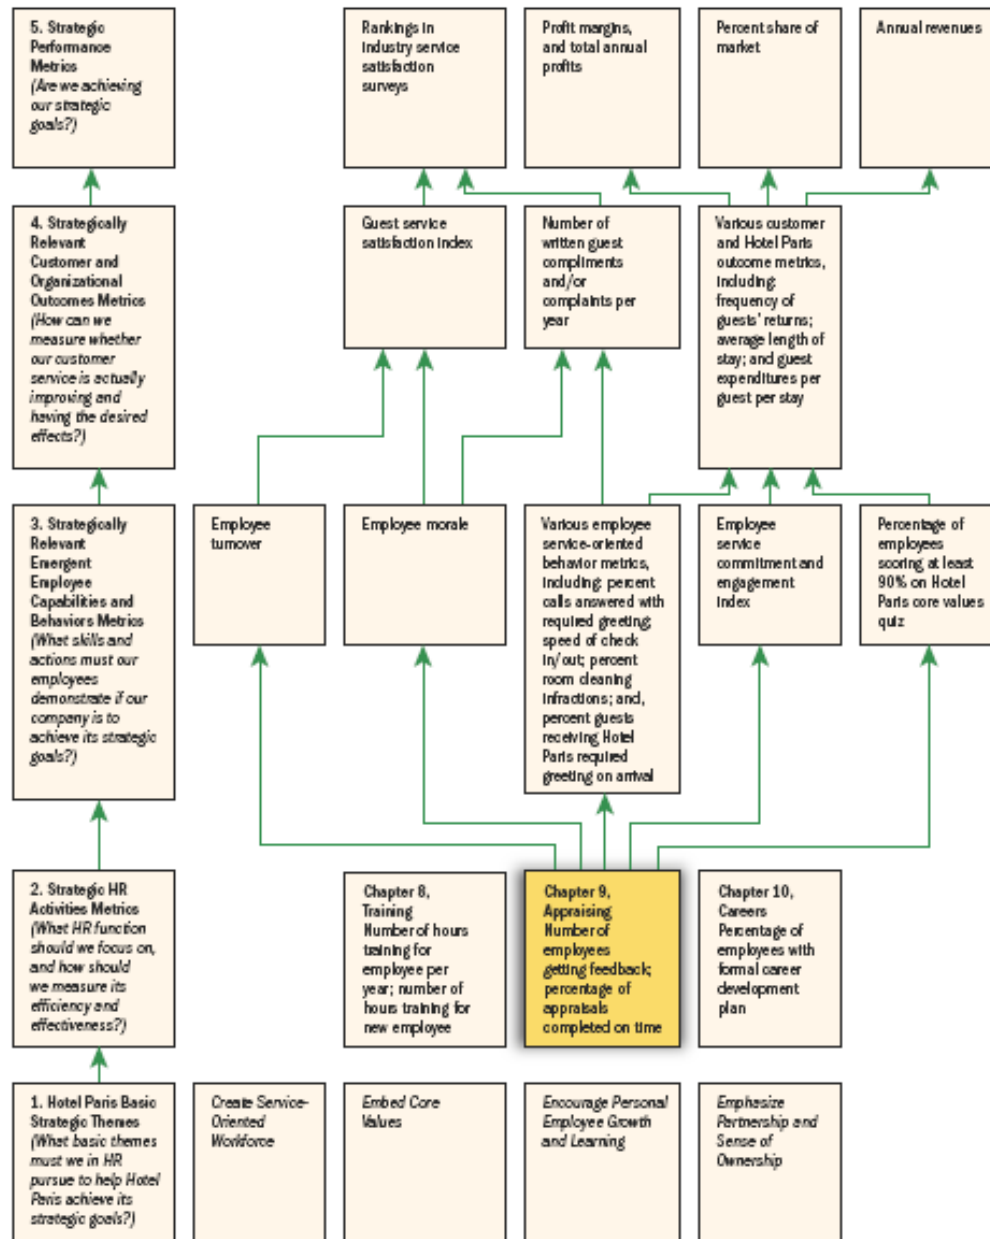 5. Strategic
Performance
Metrics
(Are we achieving
our strategic
goals?)
Rankings in
industry service
satisfaction
surveys
Profit margins,
and total annual
profits
Percent share of
market
Annual revenues
4. Strategically
Relevant
Customer and
Organizational
Outcomes Metrics
(How can we
measure whether
our customer
service is actually
improving and
having the desired
effects?)
Guest service
satisfaction index
Number of
written guest
compliments
and/or
complaints per
year
Various customer
and Hotel Paris
outcome metrics,
including:
frequency of
guests' returns;
average length of
stay; and guest
expenditures per
guest per stay
3. Strategically
Relevant
Emergent
Employee
Capabilities and
Behaviors Metrics
(What skills and
actions must our
employees
demonstrate if our
company is to
achieve its strategic
goals?)
Employee
turnover
Employee morale
Various employee
service-oriented
behavior metrics,
including: percent
calls answered with
required greeting;
speed of check
in/out; percent
room cleaning
infractions; and,
percent guests
receiving Hotel
Paris required
greeting on arrival
Employee
service
commitment and
engagement
index
Percentage of
employees
scoring at least
90% on Hotel
Paris core values
quiz
2. Strategic HR
Activities Metrics
(What HR function
should we focus on,
and how should
we measure its
efficiency and
effectiveness?)
Chapter 8,
Training
Number of hours
training for
employee per
year; number of
hours training for
new employee
Chapter 9,
Appraising
Number of
employees
getting feedback;
percentage of
appraisals
completed on time
Chapter 10,
Careers
Percentage of
employees with
formal career
development
plan
1. Hotel Paris Basic
Strategic Themes
(What basic themes
must we in HR
pursue to help Hotel
Paris achieve its
strategic goals?)
Create Service-
Oriented
Workforce
Embed Core
Values
Encourage Personal
Employee Growth
and Learning
Emphasize
Partnership and
Sense of
Ownership